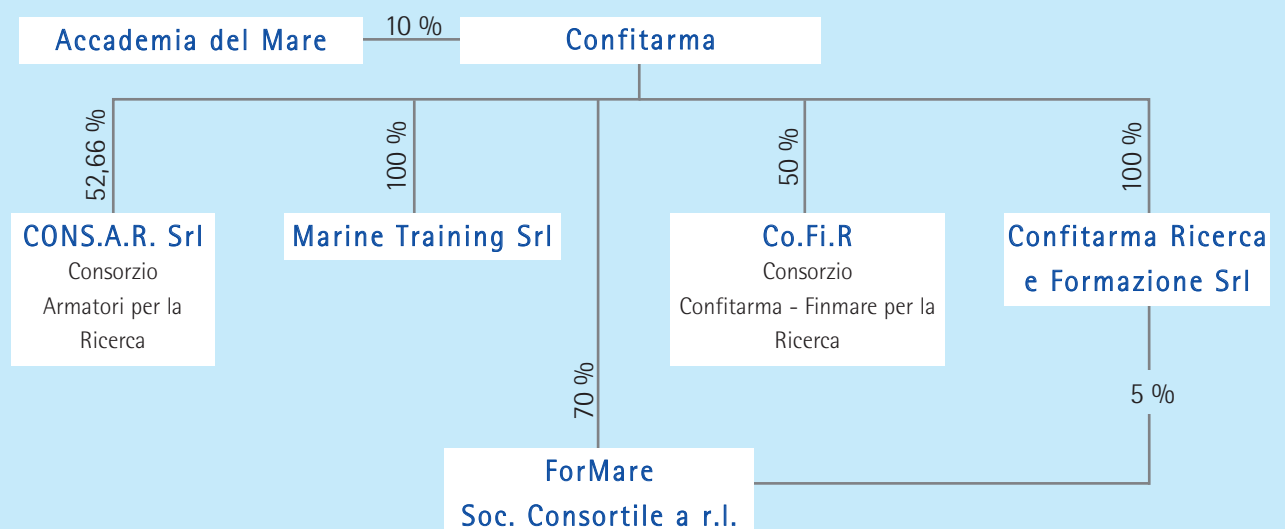 Accademia del Mare
10 %
Confitarma
52,66 %
100 %
50 %
100 %
CONS.A.R. Srl
Consorzio
Armatori per la
Ricerca
Marine Training Srl
Co.Fi.R
Consorzio
Confitarma - Finmare per la
Ricerca
Confitarma Ricerca
e Formazione Srl
70 %
5 %
ForMare
Soc. Consortile a r.l.